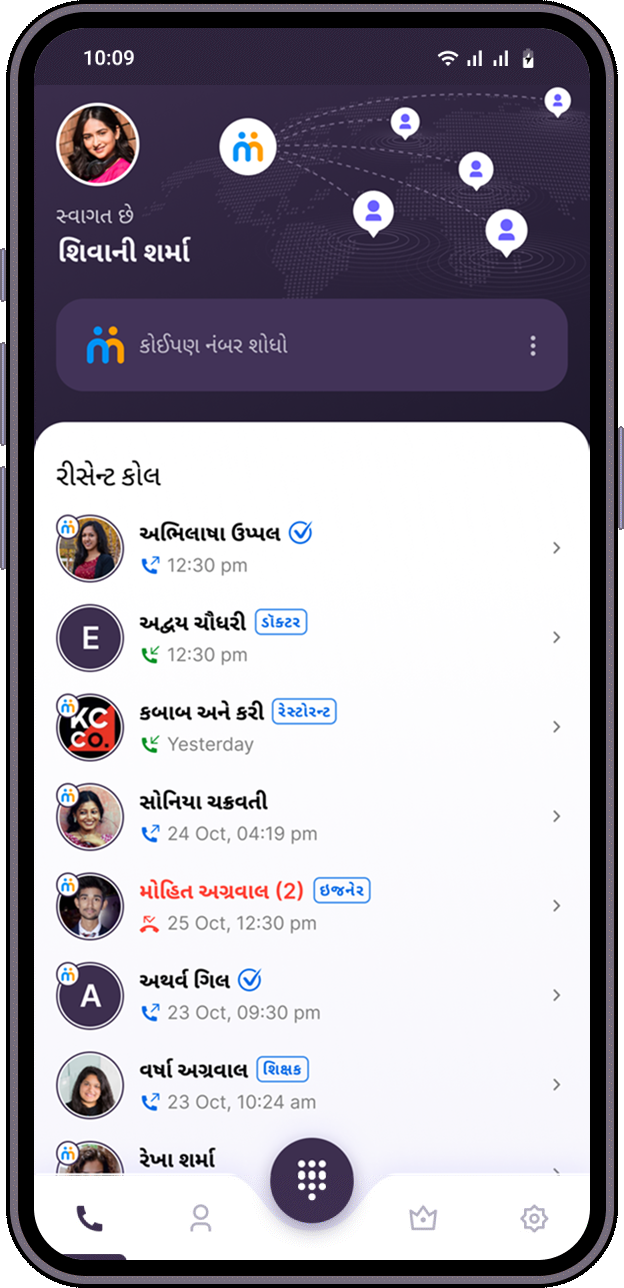 10:09
સ્વાગત છે
શિવાની શર્મા
કોઈપણ નંબર શોધો
રીસેન્ટ કોલ
અભિલાષા ઉપ્પલ
12:30 pm
E
અદ્વય ચૌધરી ડૉક્ટર
12:30 pm
KC
CO.
કબાબ અને કરી રેસ્ટોરન્ટ
Yesterday
સોનિયા ચક્રવતી
24 Oct, 04:19 pm
મોહિત અગ્રવાલ (2) ઇજનેર
25 Oct, 12:30 pm
A
અથર્વ ગિલ
23 Oct, 09:30 pm
વર્ષા અગ્રવાલ શિક્ષક
23 Oct, 10:24 am
રેખા શર્મા